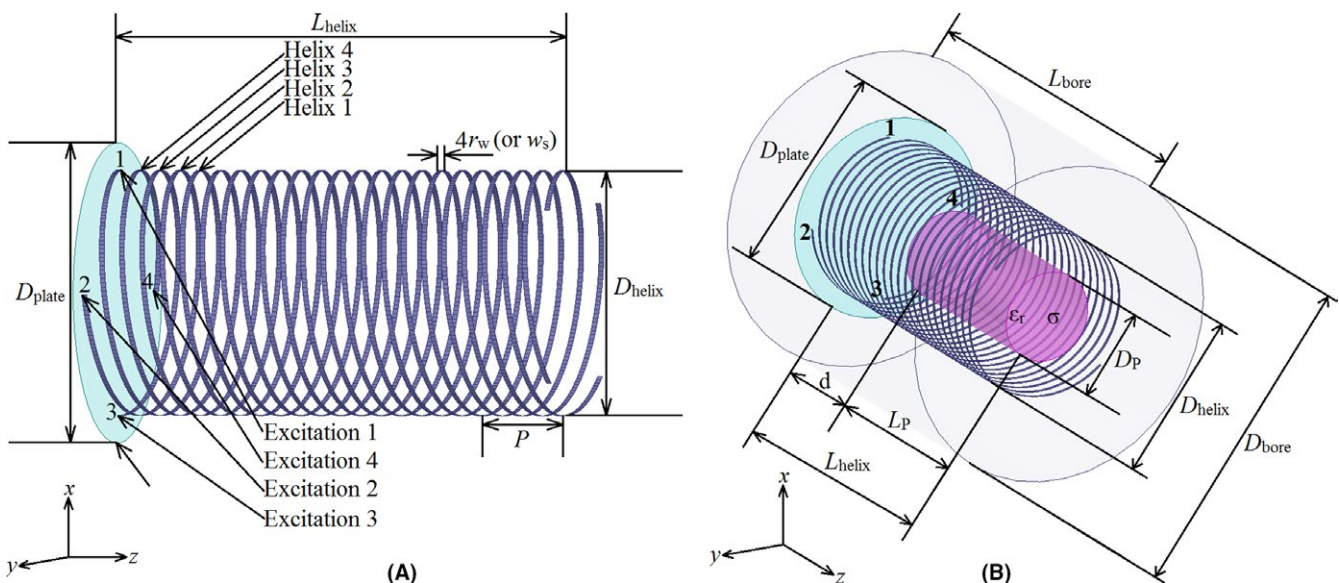 L_helix
Helix 4
Helix 3
Helix 2
Helix 1
4r_w (or w_s)
1
2
3
4
D_plate
D_helix
P
Excitation 1
Excitation 4
Excitation 2
Excitation 3
x
y
z
(A)
L_bore
D_plate
1
2
3
4
ε_r
σ
D_P
D_helix
D_bore
d
L_P
L_helix
x
y
z
(B)